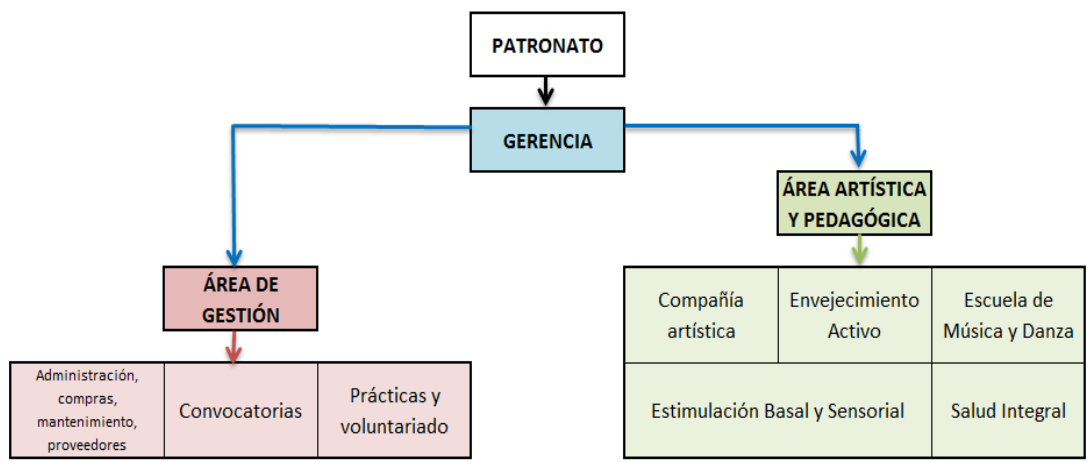 PATRONATO
GERENCIA
ÁREA ARTÍSTICA
Y PEDAGÓGICA
ÁREA DE
GESTIÓN
Compañía
artística
Envejecimiento
Activo
Escuela de
Música y Danza
Estimulación Basal y Sensorial
Salud Integral
Administración,
compras,
mantenimiento,
proveedores
Convocatorias
Prácticas y
voluntariado